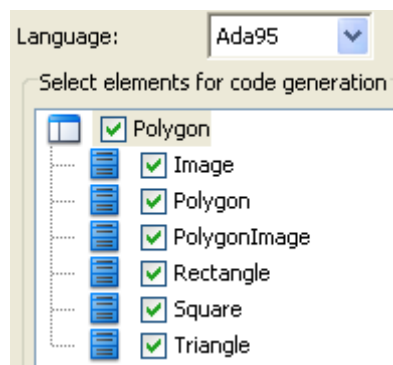 Language: Ada95
Select elements for code generation
Polygon
Image
Polygon
PolygonImage
Rectangle
Square
Triangle